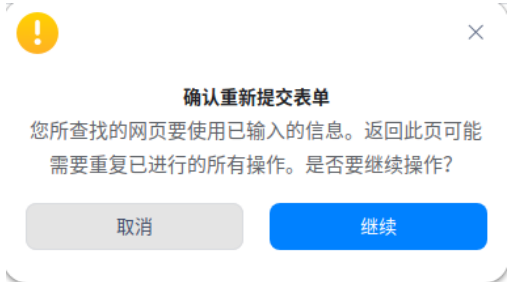 确认重新提交表单
您所查找的网页要使用已输入的信息。返回此页可能
需要重复已进行的所有操作。是否要继续操作?
取消
继续